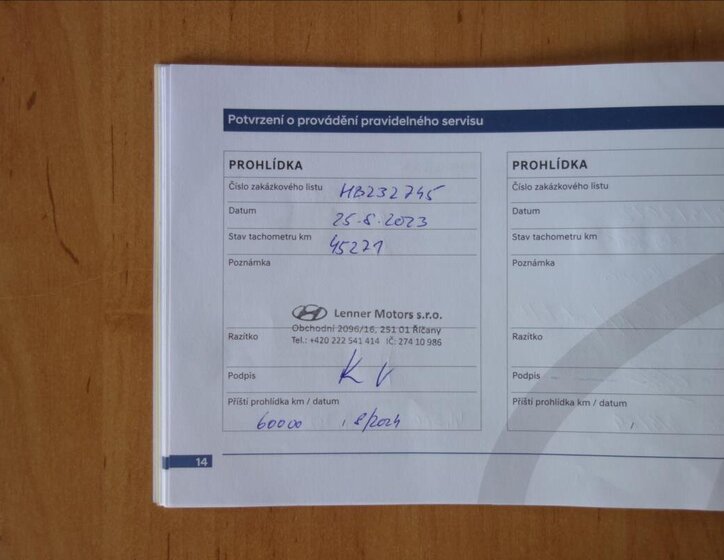 Potvrzení o provádění pravidelného servisu
PROHLÍDKA
Číslo zakázkového listu HB232745
Datum 25.8.2023
Stav tachometru km 45271
Poznámka
Lenner Motors s.r.o.
Obchodní 2096/16, 251 01 Říčany
Razítko Tel.: +420 222 541 414 IČ: 274 10 986
Podpis KV
Příští prohlídka km / datum
60000 , 8/2024
PROHLÍDKA
Číslo zakázkového listu
Datum
Stav tachometru km
Poznámka
Razítko
Podpis
Příští prohlídka km / datum
14